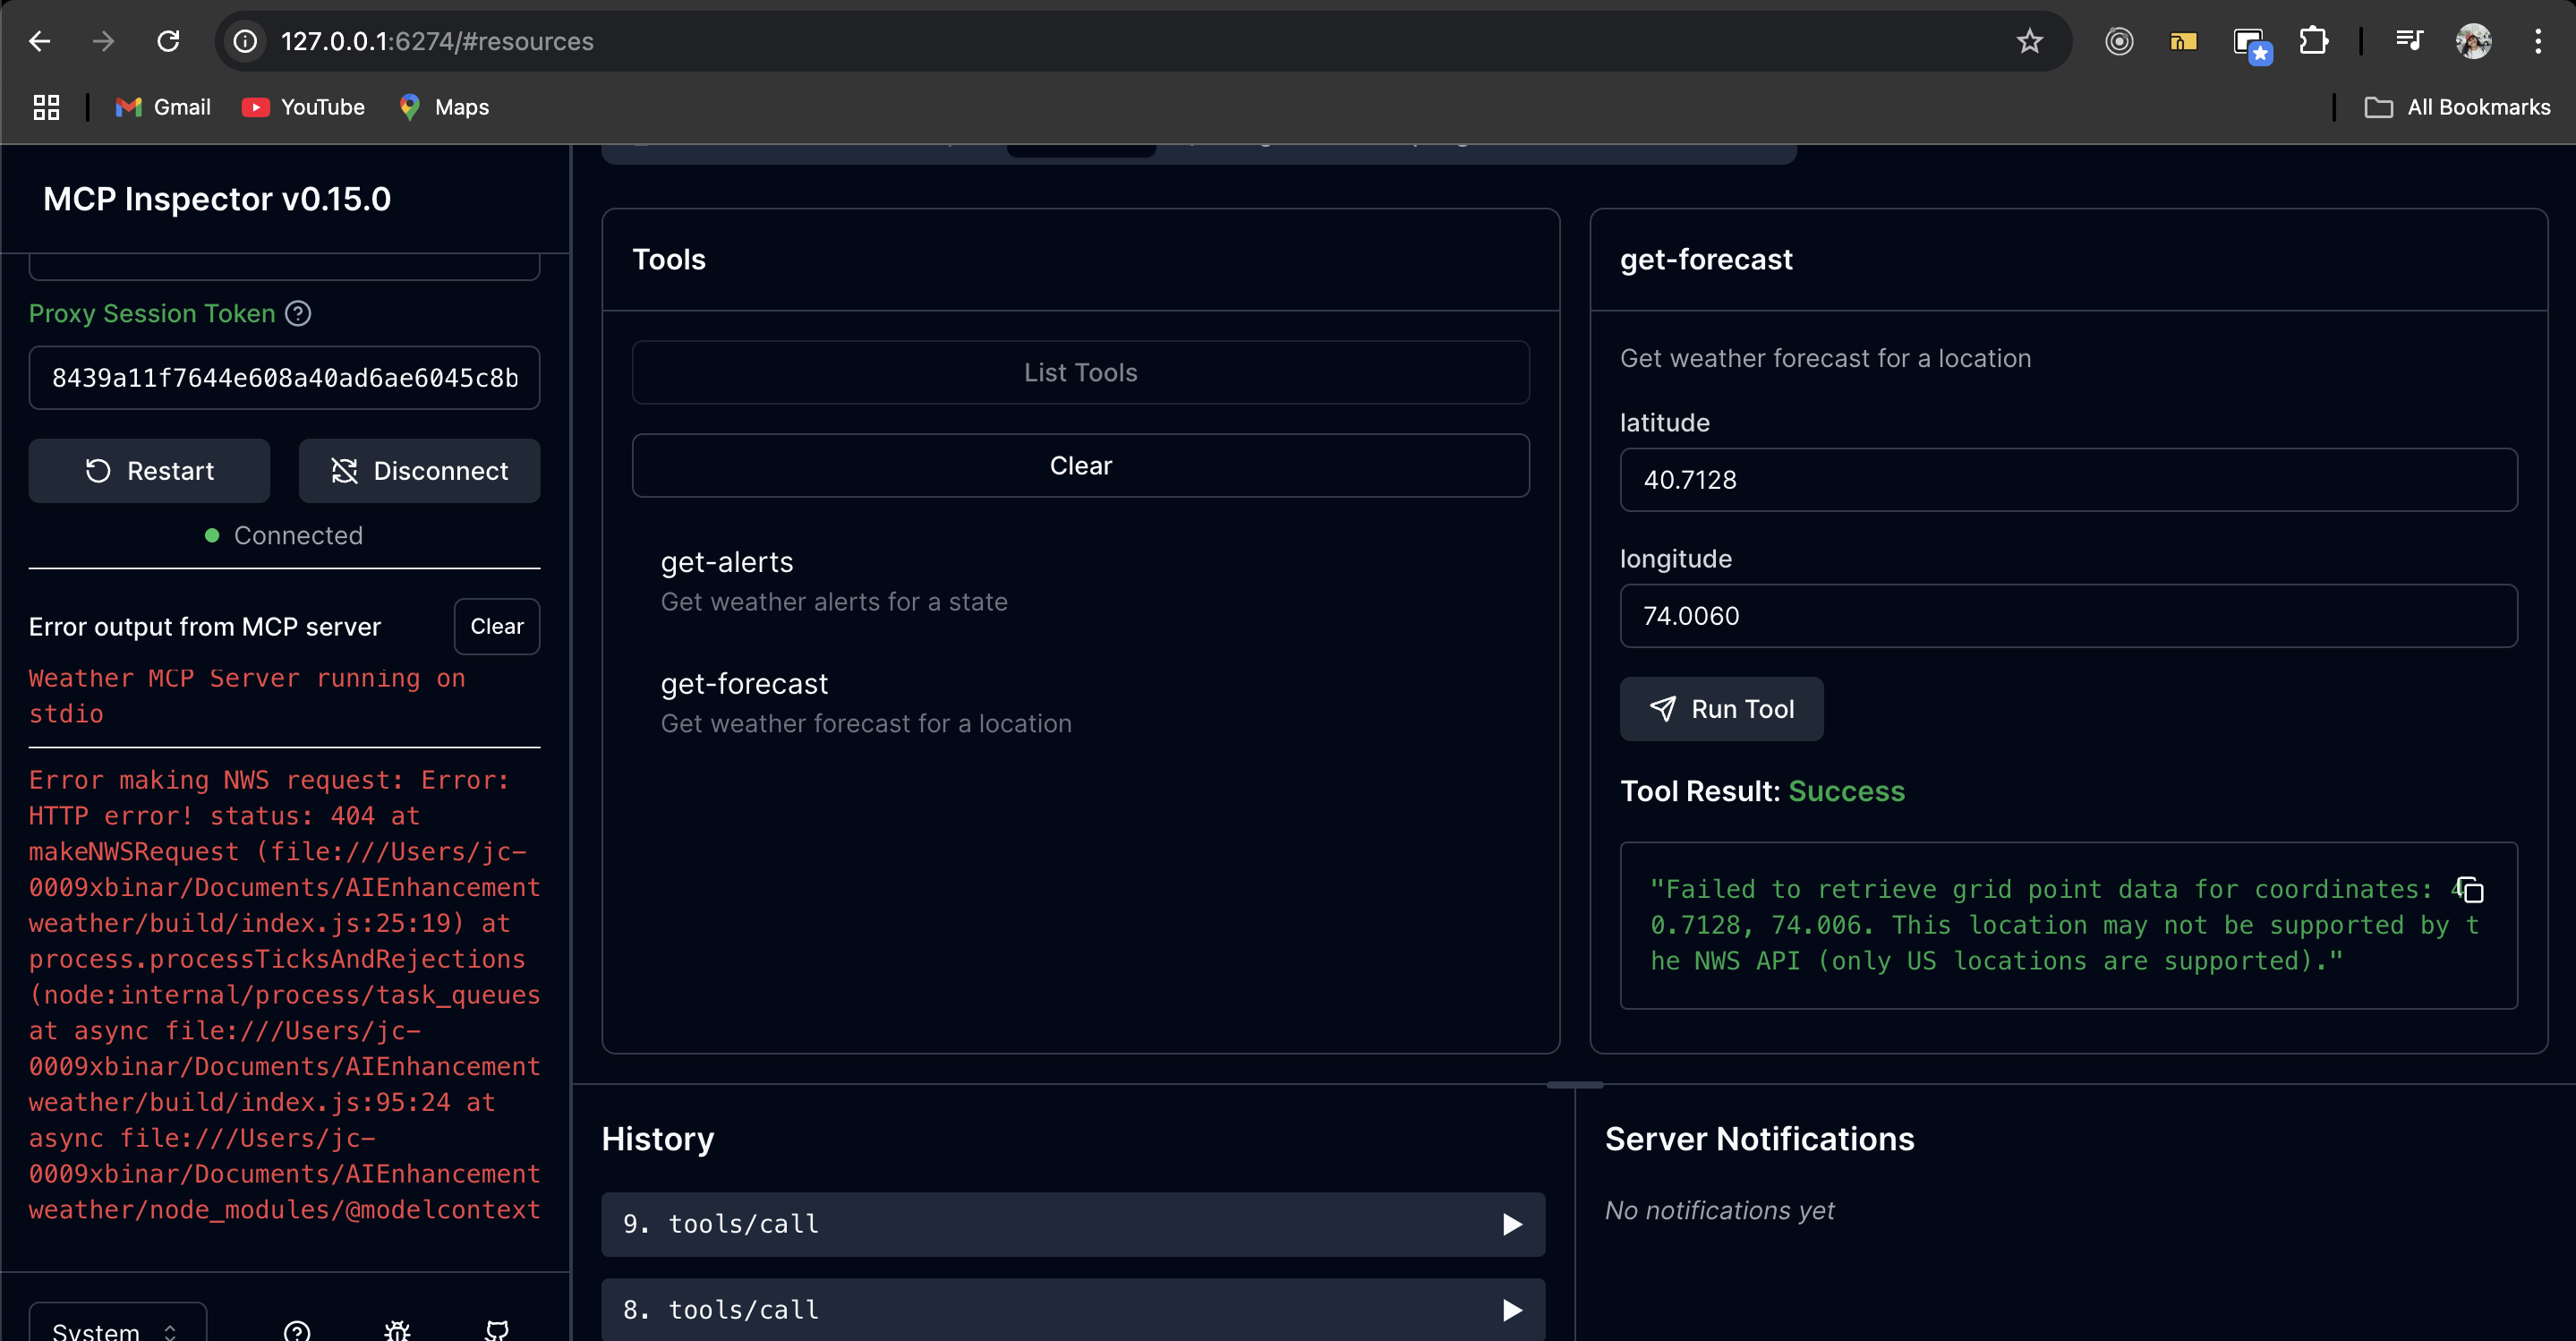 127.0.0.1:6274/#resources
Gmail
YouTube
Maps
All Bookmarks
MCP Inspector v0.15.0
Proxy Session Token
8439a11f7644e608a40ad6ae6045c8b
Restart
Disconnect
Connected
Error output from MCP server
Clear
Weather MCP Server running on
stdio
Error making NWS request: Error:
HTTP error! status: 404 at
makeNWSRequest (file:///Users/jc-
0009xbinar/Documents/AIEnhancement
weather/build/index.js:25:19) at
process.processTicksAndRejections
(node:internal/process/task_queues
at async file:///Users/jc-
0009xbinar/Documents/AIEnhancement
weather/build/index.js:95:24 at
async file:///Users/jc-
0009xbinar/Documents/AIEnhancement
weather/node_modules/@modelcontext
System
Tools
List Tools
Clear
get-alerts
Get weather alerts for a state
get-forecast
Get weather forecast for a location
get-forecast
Get weather forecast for a location
latitude
40.7128
longitude
74.0060
Run Tool
Tool Result: Success
"Failed to retrieve grid point data for coordinates: 4
0.7128, 74.006. This location may not be supported by t
he NWS API (only US locations are supported)."
History
9. tools/call
8. tools/call
Server Notifications
No notifications yet